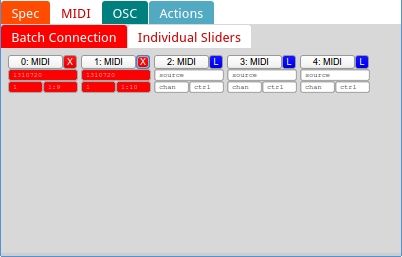 Spec MIDI OSC Actions
Batch Connection Individual Sliders
0: MIDI X 1: MIDI X 2: MIDI L 3: MIDI L 4: MIDI L
1310720 1310720 source source source
1 1:9 1 1:10 chan ctrl chan ctrl chan ctrl